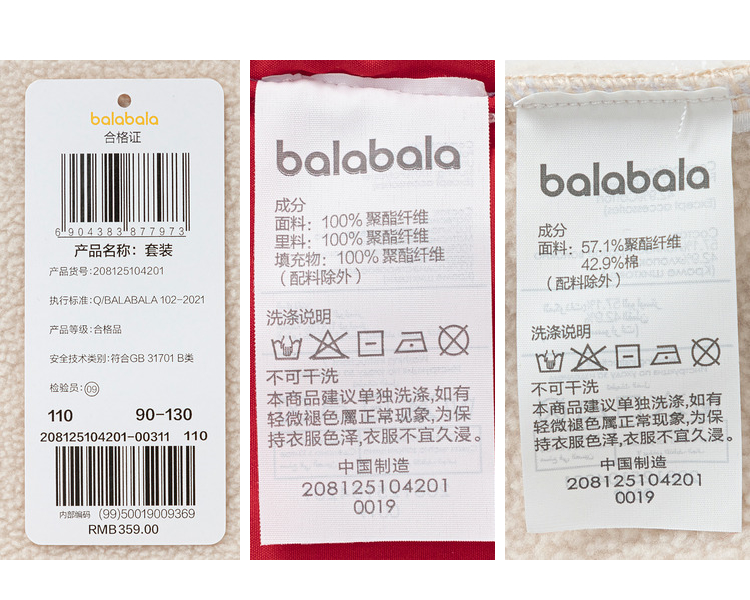 balabala
合格证
6 904383 877973
产品名称: 套装
产品货号:208125104201
执行标准:Q/BALABALA 102-2021
产品等级:合格品
安全技术类别:符合GB 31701 B类
检验员:09
110 90-130
208125104201-00311 110
内部编码 (99)50019009369
RMB359.00
balabala
成分
面料: 100% 聚酯纤维
里料: 100% 聚酯纤维
填充物: 100% 聚酯纤维
(配料除外)
洗涤说明
不可干洗
本商品建议单独洗涤,如有
轻微褪色属正常现象,为保
持衣服色泽,衣服不宜久浸。
中国制造
208125104201
0019
balabala
成分
面料: 57.1%聚酯纤维
42.9%棉
(配料除外)
洗涤说明
不可干洗
本商品建议单独洗涤,如有
轻微褪色属正常现象,为保
持衣服色泽,衣服不宜久浸。
中国制造
208125104201
0019